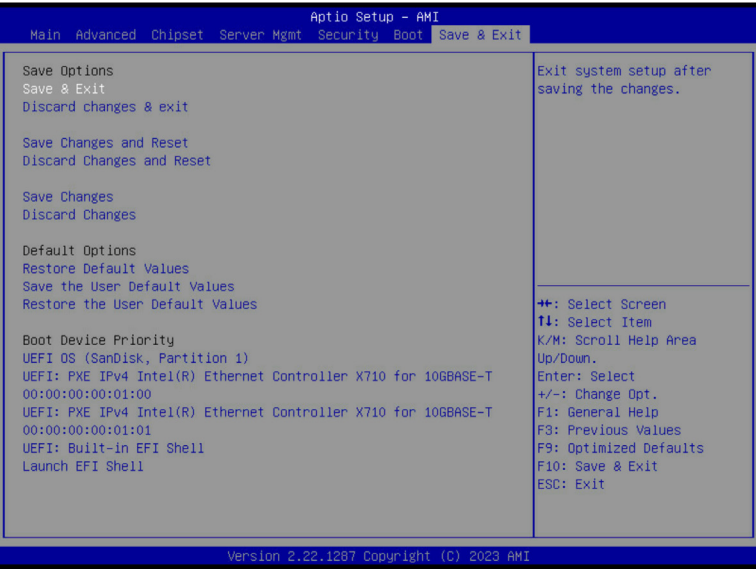 Aptio Setup – AMI
Main Advanced Chipset Server Mgmt Security Boot Save & Exit
Save Options
Save & Exit
Discard changes & exit
Save Changes and Reset
Discard Changes and Reset
Save Changes
Discard Changes
Default Options
Restore Default Values
Save the User Default Values
Restore the User Default Values
Boot Device Priority
UEFI OS (SanDisk, Partition 1)
UEFI: PXE IPv4 Intel(R) Ethernet Controller X710 for 10GBASE-T
00:00:00:00:01:00
UEFI: PXE IPv4 Intel(R) Ethernet Controller X710 for 10GBASE-T
00:00:00:00:01:01
UEFI: Built-in EFI Shell
Launch EFI Shell
Exit system setup after
saving the changes.
→←: Select Screen
↑↓: Select Item
K/M: Scroll Help Area
Up/Down.
Enter: Select
+/-: Change Opt.
F1: General Help
F3: Previous Values
F9: Optimized Defaults
F10: Save & Exit
ESC: Exit
Version 2.22.1287 Copyright (C) 2023 AMI